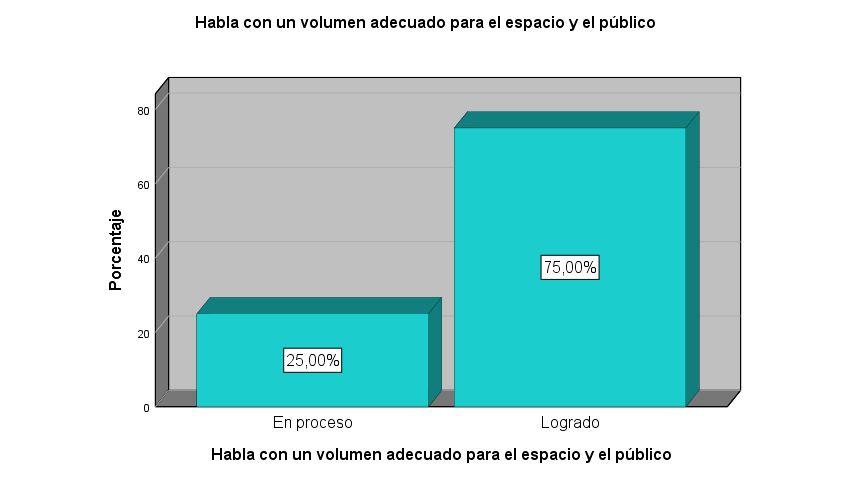 Habla con un volumen adecuado para el espacio y el público
80
60
40
20
0
Porcentaje
25,00%
75,00%
En proceso
Logrado
Habla con un volumen adecuado para el espacio y el público